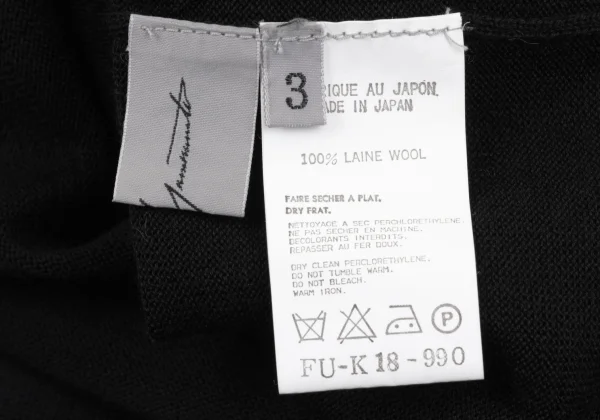 Yamamoto
3
RIQUE AU JAPON.
ADE IN JAPAN
100% LAINE WOOL
FAIRE SECHER A PLAT.
DRY FRAT.
NETTOYAGE A SEC PERCHLORETHYLENE.
NE PAS SECHER EN MACHINE.
DECOLORANTS INTERDITS.
REPASSER AU FER DOUX.
DRY CLEAN PERCLORETHYLENE.
DO NOT TUMBLE WARM.
DO NOT BLEACH.
WARM IRON.
P
FU-K18-990